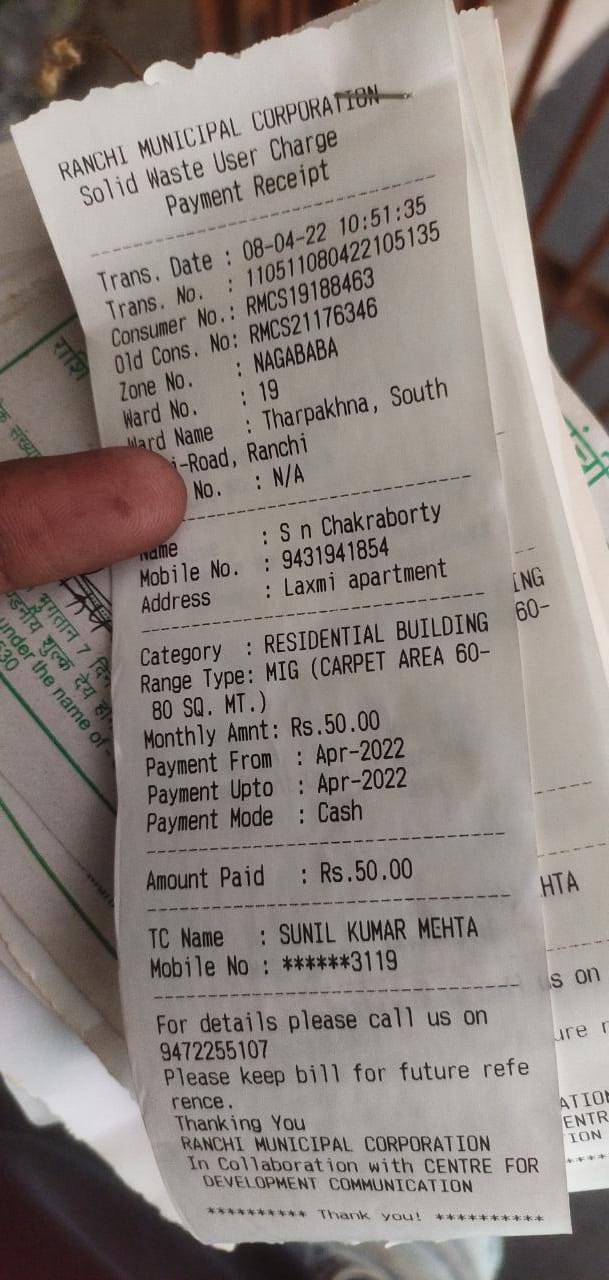 RANCHI MUNICIPAL CORPORATION
Solid Waste User Charge
Payment Receipt
Trans. Date : 08-04-22 10:51:35
Trans. No. : 110511080422105135
Consumer No.: RMCS19188463
Old Cons. No: RMCS21176346
Zone No. : NAGABABA
Ward No. : 19
Ward Name : Tharpakhna, South
i-Road, Ranchi
No. : N/A
Name : S n Chakraborty
Mobile No. : 9431941854
Address : Laxmi apartment
Category : RESIDENTIAL BUILDING
Range Type: MIG (CARPET AREA 60-
80 SQ. MT.)
Monthly Amnt: Rs.50.00
Payment From : Apr-2022
Payment Upto : Apr-2022
Payment Mode : Cash
Amount Paid : Rs.50.00
TC Name : SUNIL KUMAR MEHTA
Mobile No : ******3119
For details please call us on
9472255107
Please keep bill for future refe
rence.
Thanking You
RANCHI MUNICIPAL CORPORATION
In Collaboration with CENTRE FOR
DEVELOPMENT COMMUNICATION
********** Thank you! **********
ING
60-
HTA
s on
ATION
ENTR
ION
****
राशि
भुगतान 7 दिन
शुल्क देय
under the name of
530